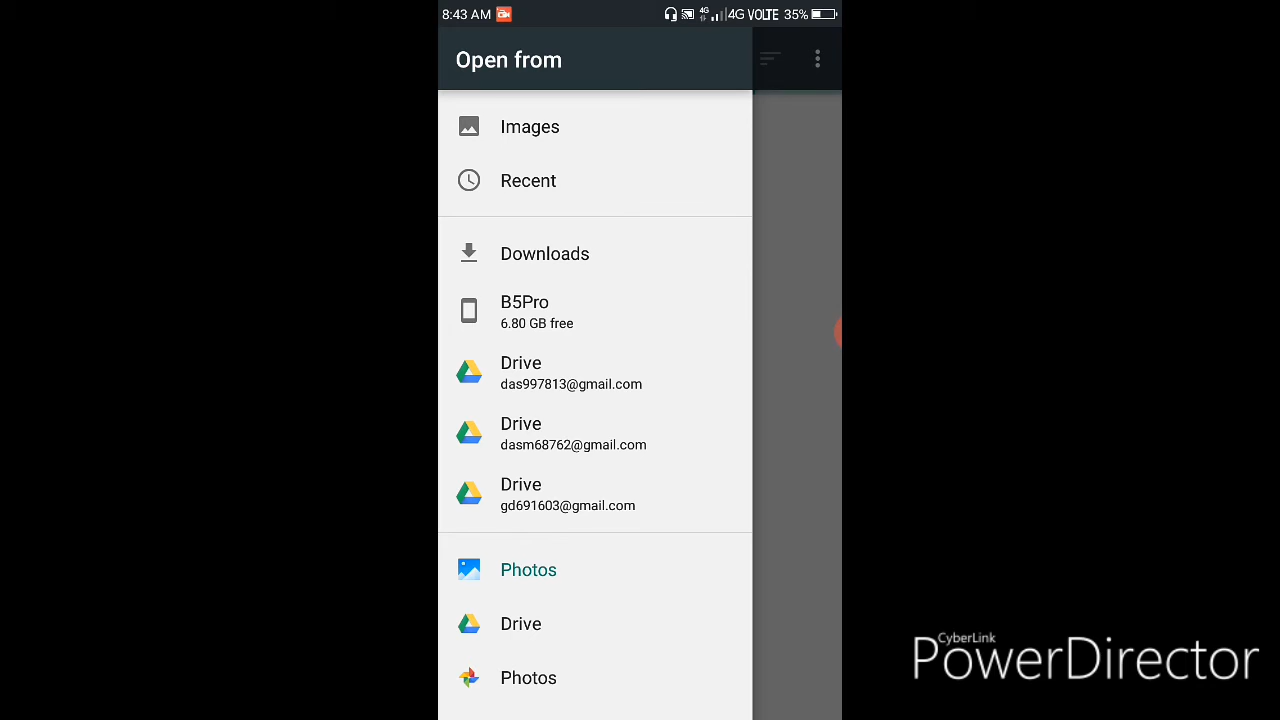 8:43 AM 4G 4G VOLTE 35%
Open from
Images
Recent
Downloads
B5Pro
6.80 GB free
Drive
das997813@gmail.com
Drive
dasm68762@gmail.com
Drive
gd691603@gmail.com
Photos
Drive
Photos
CyberLink
PowerDirector